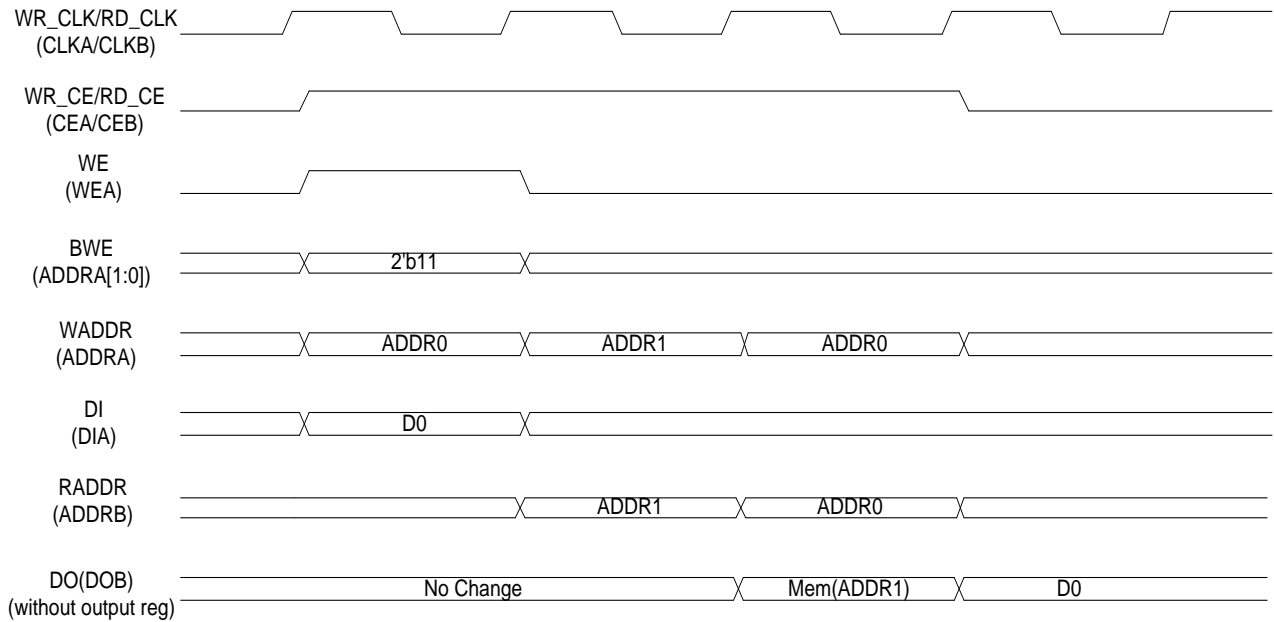 WR_CLK/RD_CLK
(CLKA/CLKB)
WR_CE/RD_CE
(CEA/CEB)
WE
(WEA)
BWE
(ADDRA[1:0])
2'b11
WADDR
(ADDRA)
ADDR0 ADDR1 ADDR0
DI
(DIA)
D0
RADDR
(ADDRB)
ADDR1 ADDR0
DO(DOB)
(without output reg)
No Change Mem(ADDR1) D0